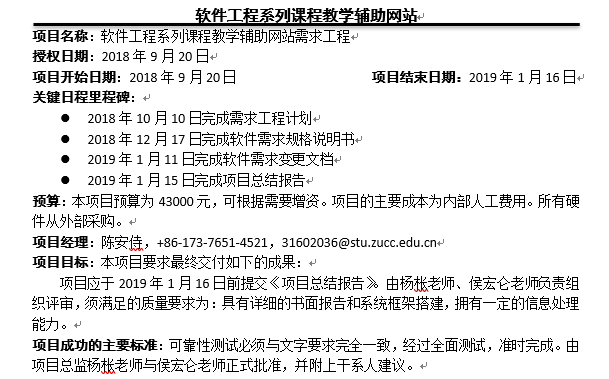 软件工程系列课程教学辅助网站
项目名称：软件工程系列课程教学辅助网站需求工程
授权日期：2018 年 9 月 20 日
项目开始日期：2018 年 9 月 20 日 项目结束日期：2019 年 1 月 16 日
关键日程里程碑：
● 2018 年 10 月 10 日完成需求工程计划
● 2018 年 12 月 17 日完成软件需求规格说明书
● 2019 年 1 月 11 日完成软件需求变更文档
● 2019 年 1 月 15 日完成项目总结报告
预算：本项目预算为 43000 元，可根据需要增资。项目的主要成本为内部人工费用。所有硬
件从外部采购。
项目经理：陈安侍，+86-173-7651-4521，31602036@stu.zucc.edu.cn
项目目标：本项目要求最终交付如下的成果：
项目应于 2019 年 1 月 16 日前提交《项目总结报告》。由杨枨老师、侯宏仑老师负责组
织评审，须满足的质量要求为：具有详细的书面报告和系统框架搭建，拥有一定的信息处理
能力。
项目成功的主要标准：可靠性测试必须与文字要求完全一致，经过全面测试，准时完成。由
项目总监杨枨老师与侯宏仑老师正式批准，并附上干系人建议。